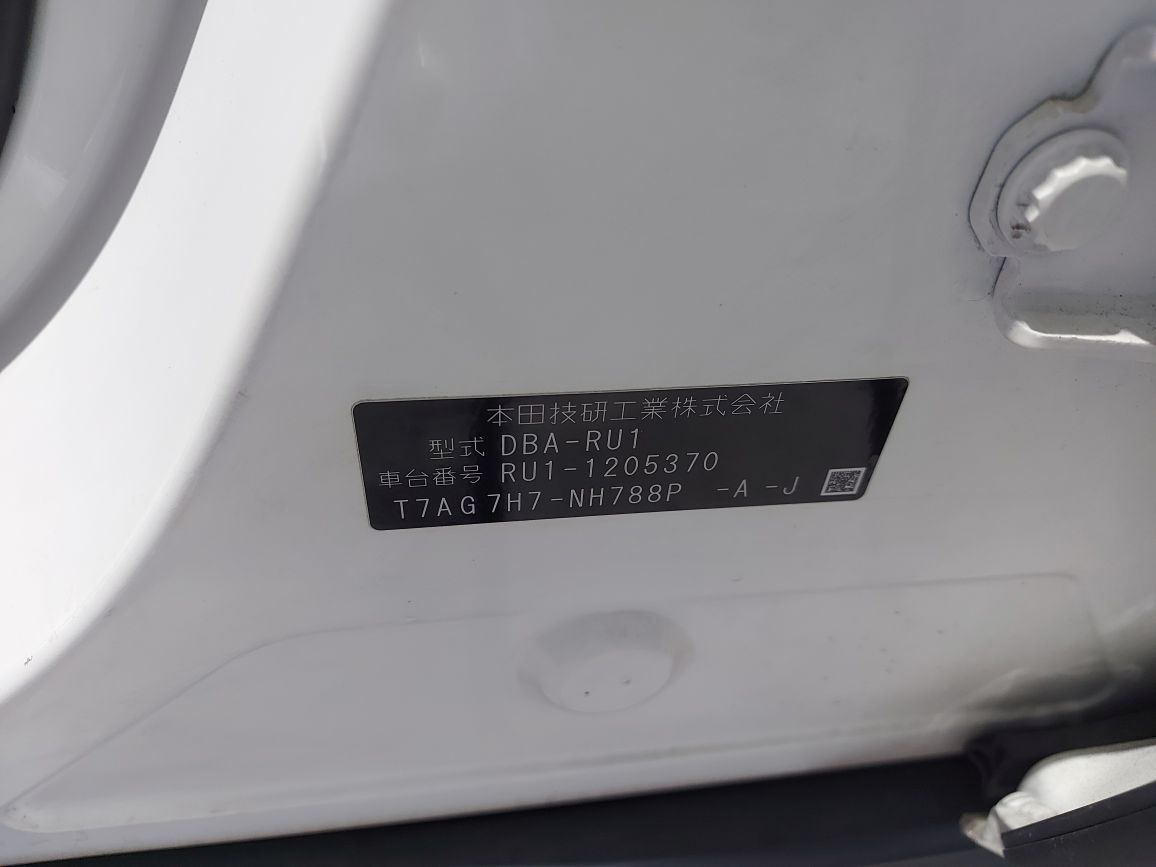 本田技研工業株式会社
型式 DBA-RU1
車台番号 RU1-1205370
T7AG7H7-NH788P -A -J